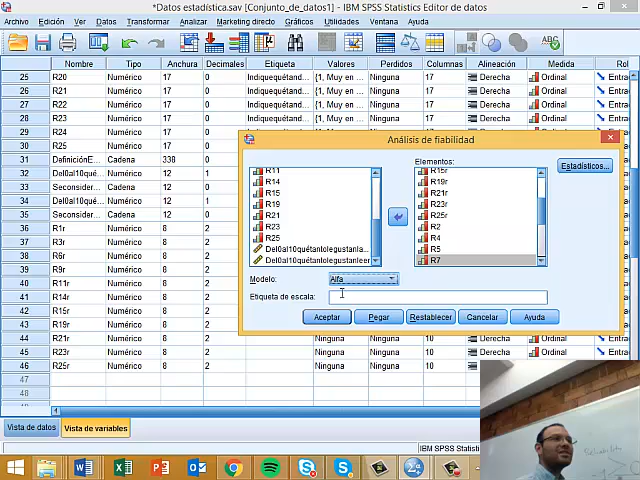 *Datos estadística.sav [Conjunto_de_datos1] - IBM SPSS Statistics Editor de datos
Archivo Edición Ver Datos Transformar Analizar Marketing directo Gráficos Utilidades Ventana Ayuda
Nombre Tipo Anchura Decimales Etiqueta Valores Perdidos Columnas Alineación Medida Rol
25 R20 Numérico 17 0 Indiquequétand... {1, Muy en ... Ninguna 17 Derecha Ordinal Entrad
26 R21 Numérico 17 0 Indiquequétand... {1, Muy en ... Ninguna 17 Derecha Ordinal Entrad
27 R22 Numérico 17 0 Indiquequétand... {1, Muy en ... Ninguna 17 Derecha Ordinal Entrad
28 R23 Numérico 17 0 Indiquequétand... {1, Muy en ... Ninguna 17 Derecha Ordinal Entrad
29 R24 Numérico 17 0
30 R25 Numérico 17 0
31 DefiniciónE... Cadena 338 0
32 Del0al10qué... Numérico 12 1
33 Seconsider... Cadena 12 0
34 Del0al10qué... Numérico 12 1
35 Seconsider... Cadena 12 0
36 R1r Numérico 8 2
37 R3r Numérico 8 2
38 R6r Numérico 8 2
39 R9r Numérico 8 2
40 R11r Numérico 8 2
41 R14r Numérico 8 2
42 R15r Numérico 8 2
43 R19r Numérico 8 2
44 R21r Numérico 8 2 Ninguna Ninguna 10 Derecha Ordinal Entrad
45 R23r Numérico 8 2 Ninguna Ninguna 10 Derecha Ordinal Entrad
46 R25r Numérico 8 2 Ninguna Ninguna 10
47
48
Análisis de fiabilidad
R11
R14
R15
R19
R21
R23
R25
Del0al10quétanlolegustanla...
Del0al10quétanlolegustanleer
Elementos:
R15r
R19r
R21r
R23r
R25r
R2
R4
R5
R7
Estadísticos...
Modelo: Alfa
Etiqueta de escala:
Aceptar Pegar Restablecer Cancelar Ayuda
Vista de datos Vista de variables
IBM SPSS Statisti